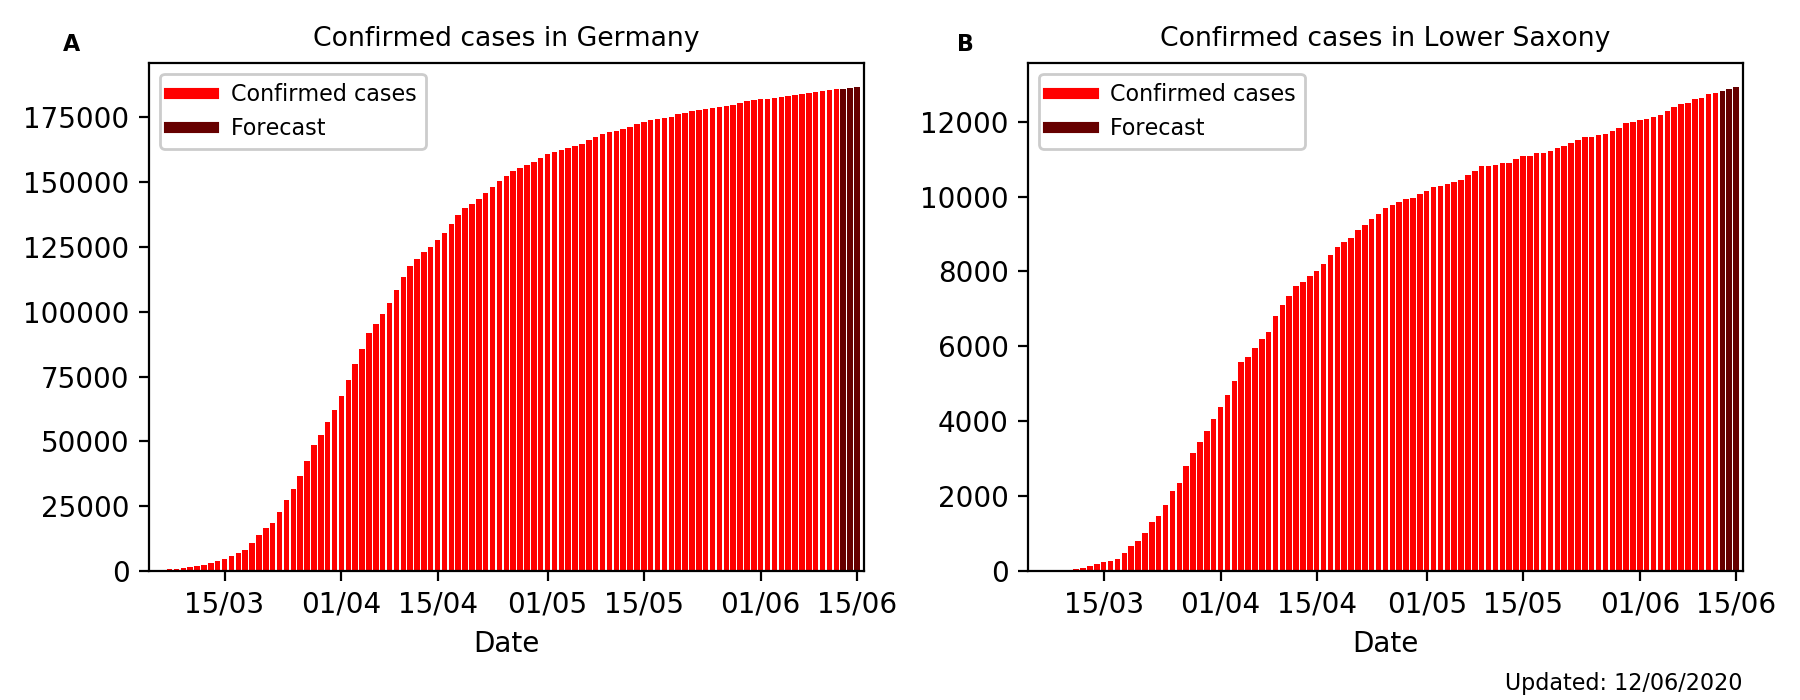 A
Confirmed cases in Germany
Confirmed cases
Forecast
175000
150000
125000
100000
75000
50000
25000
0
15/03 01/04 15/04 01/05 15/05 01/06 15/06
Date
B
Confirmed cases in Lower Saxony
Confirmed cases
Forecast
12000
10000
8000
6000
4000
2000
0
15/03 01/04 15/04 01/05 15/05 01/06 15/06
Date
Updated: 12/06/2020